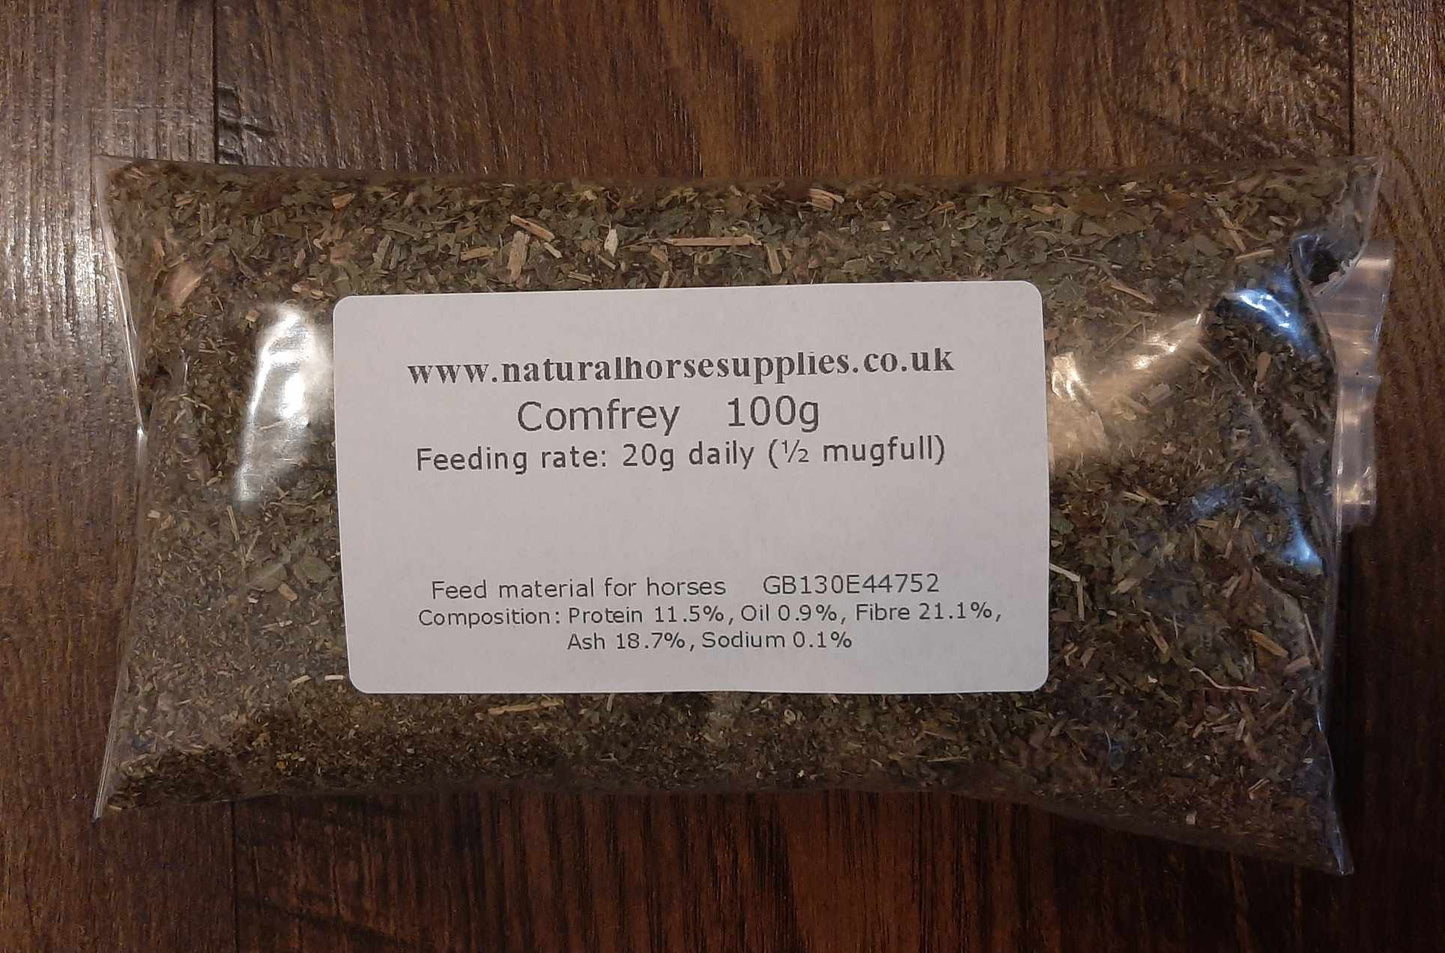 www.naturalhorsesupplies.co.uk
Comfrey 100g
Feeding rate: 20g daily (½ mugfull)
Feed material for horses GB130E44752
Composition: Protein 11.5%, Oil 0.9%, Fibre 21.1%,
Ash 18.7%, Sodium 0.1%